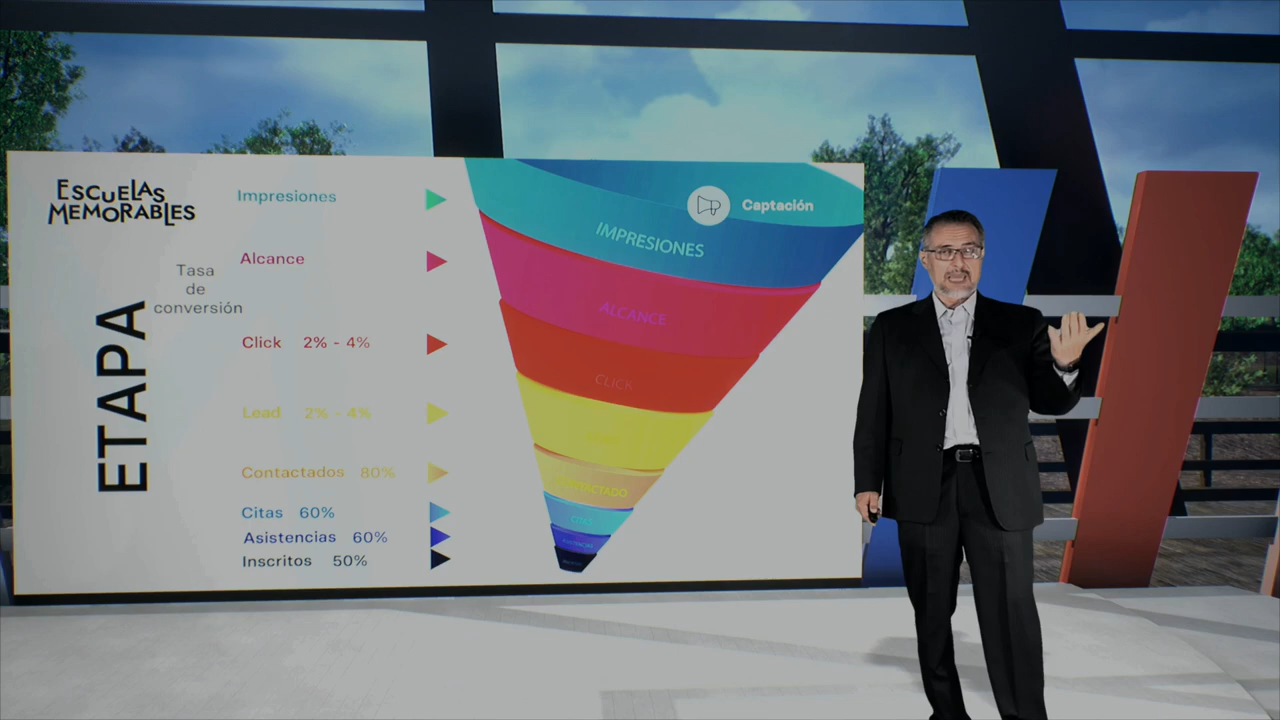 ESCUELAS
MEMORABLES
ETAPA
Tasa
de
conversión
Impresiones
Alcance
Click 2% - 4%
Lead 2% - 4%
Contactados 80%
Citas 60%
Asistencias 60%
Inscritos 50%
Captación
IMPRESIONES
ALCANCE
CLICK
CONTACTADO